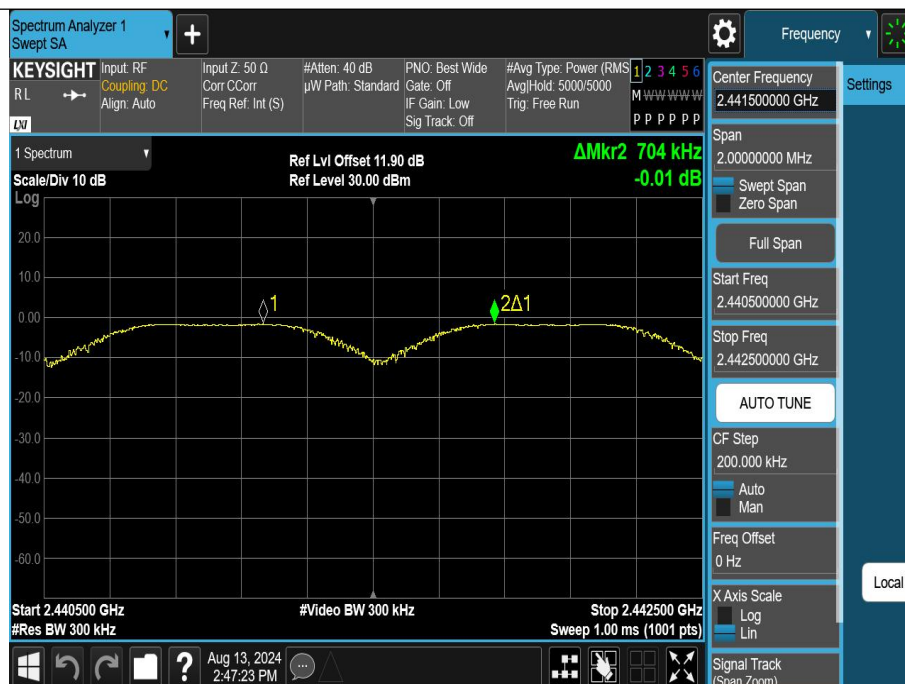 Spectrum Analyzer 1
Swept SA
+
Frequency
KEYSIGHT
RL
LXI
Input: RF
Coupling: DC
Align: Auto
Input Z: 50 Ω
Corr CCorr
Freq Ref: Int (S)
#Atten: 40 dB
µW Path: Standard
PNO: Best Wide
Gate: Off
IF Gain: Low
Sig Track: Off
#Avg Type: Power (RMS
Avg|Hold: 5000/5000
Trig: Free Run
1 2 3 4 5 6
M W W W W W
P P P P P P
1 Spectrum
Scale/Div 10 dB
Log
Ref Lvl Offset 11.90 dB
Ref Level 30.00 dBm
ΔMkr2 704 kHz
-0.01 dB
20.0
10.0
0.00
-10.0
-20.0
-30.0
-40.0
-50.0
-60.0
1
2Δ1
Start 2.440500 GHz
#Res BW 300 kHz
#Video BW 300 kHz
Stop 2.442500 GHz
Sweep 1.00 ms (1001 pts)
Center Frequency
2.441500000 GHz
Span
2.00000000 MHz
Swept Span
Zero Span
Full Span
Start Freq
2.440500000 GHz
Stop Freq
2.442500000 GHz
AUTO TUNE
CF Step
200.000 kHz
Auto
Man
Freq Offset
0 Hz
X Axis Scale
Log
Lin
Signal Track
(Span Zoom)
Settings
Local
?
Aug 13, 2024
2:47:23 PM